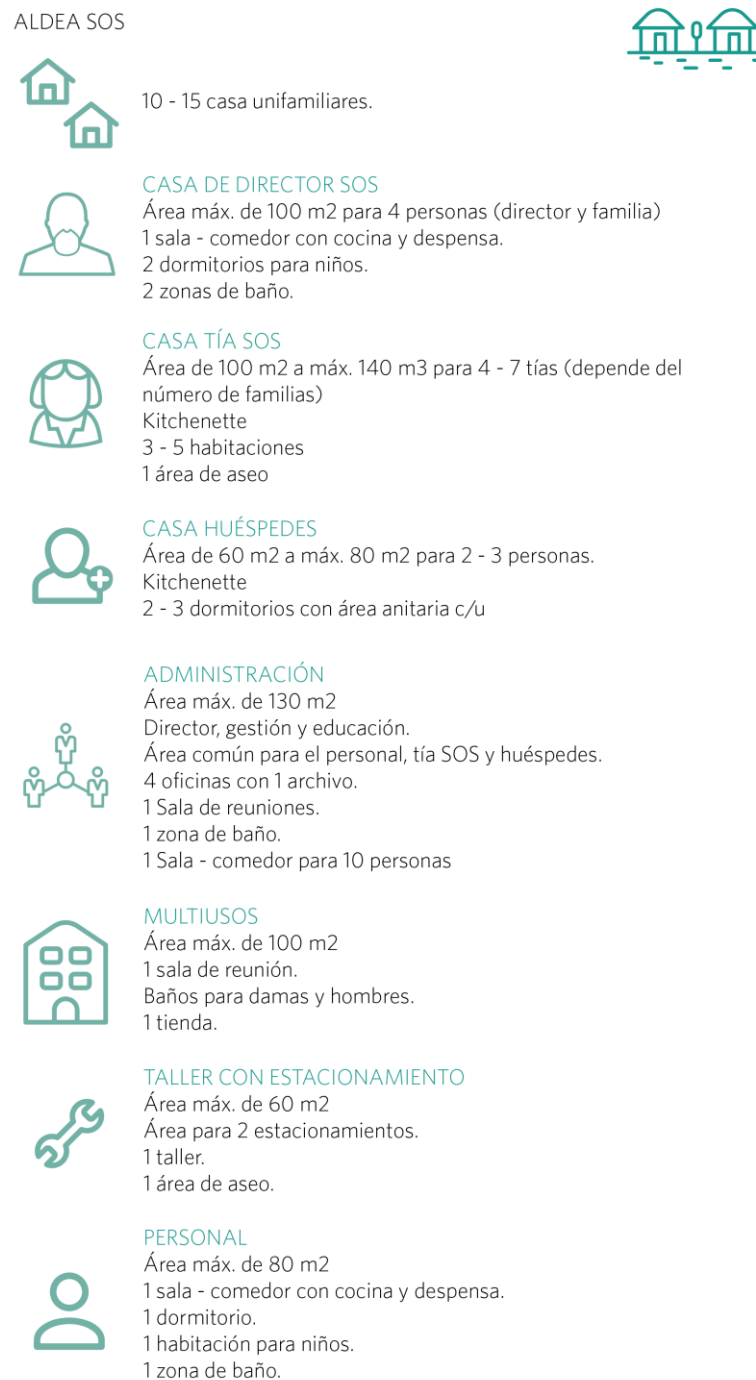 ALDEA SOS
10 - 15 casa unifamiliares.
CASA DE DIRECTOR SOS
Área máx. de 100 m2 para 4 personas (director y familia)
1 sala - comedor con cocina y despensa.
2 dormitorios para niños.
2 zonas de baño.
CASA TÍA SOS
Área de 100 m2 a máx. 140 m3 para 4 - 7 tías (depende del
número de familias)
Kitchenette
3 - 5 habitaciones
1 área de aseo
CASA HUÉSPEDES
Área de 60 m2 a máx. 80 m2 para 2 - 3 personas.
Kitchenette
2 - 3 dormitorios con área anitaria c/u
ADMINISTRACIÓN
Área máx. de 130 m2
Director, gestión y educación.
Área común para el personal, tía SOS y huéspedes.
4 oficinas con 1 archivo.
1 Sala de reuniones.
1 zona de baño.
1 Sala - comedor para 10 personas
MULTIUSOS
Área máx. de 100 m2
1 sala de reunión.
Baños para damas y hombres.
1 tienda.
TALLER CON ESTACIONAMIENTO
Área máx. de 60 m2
Área para 2 estacionamientos.
1 taller.
1 área de aseo.
PERSONAL
Área máx. de 80 m2
1 sala - comedor con cocina y despensa.
1 dormitorio.
1 habitación para niños.
1 zona de baño.